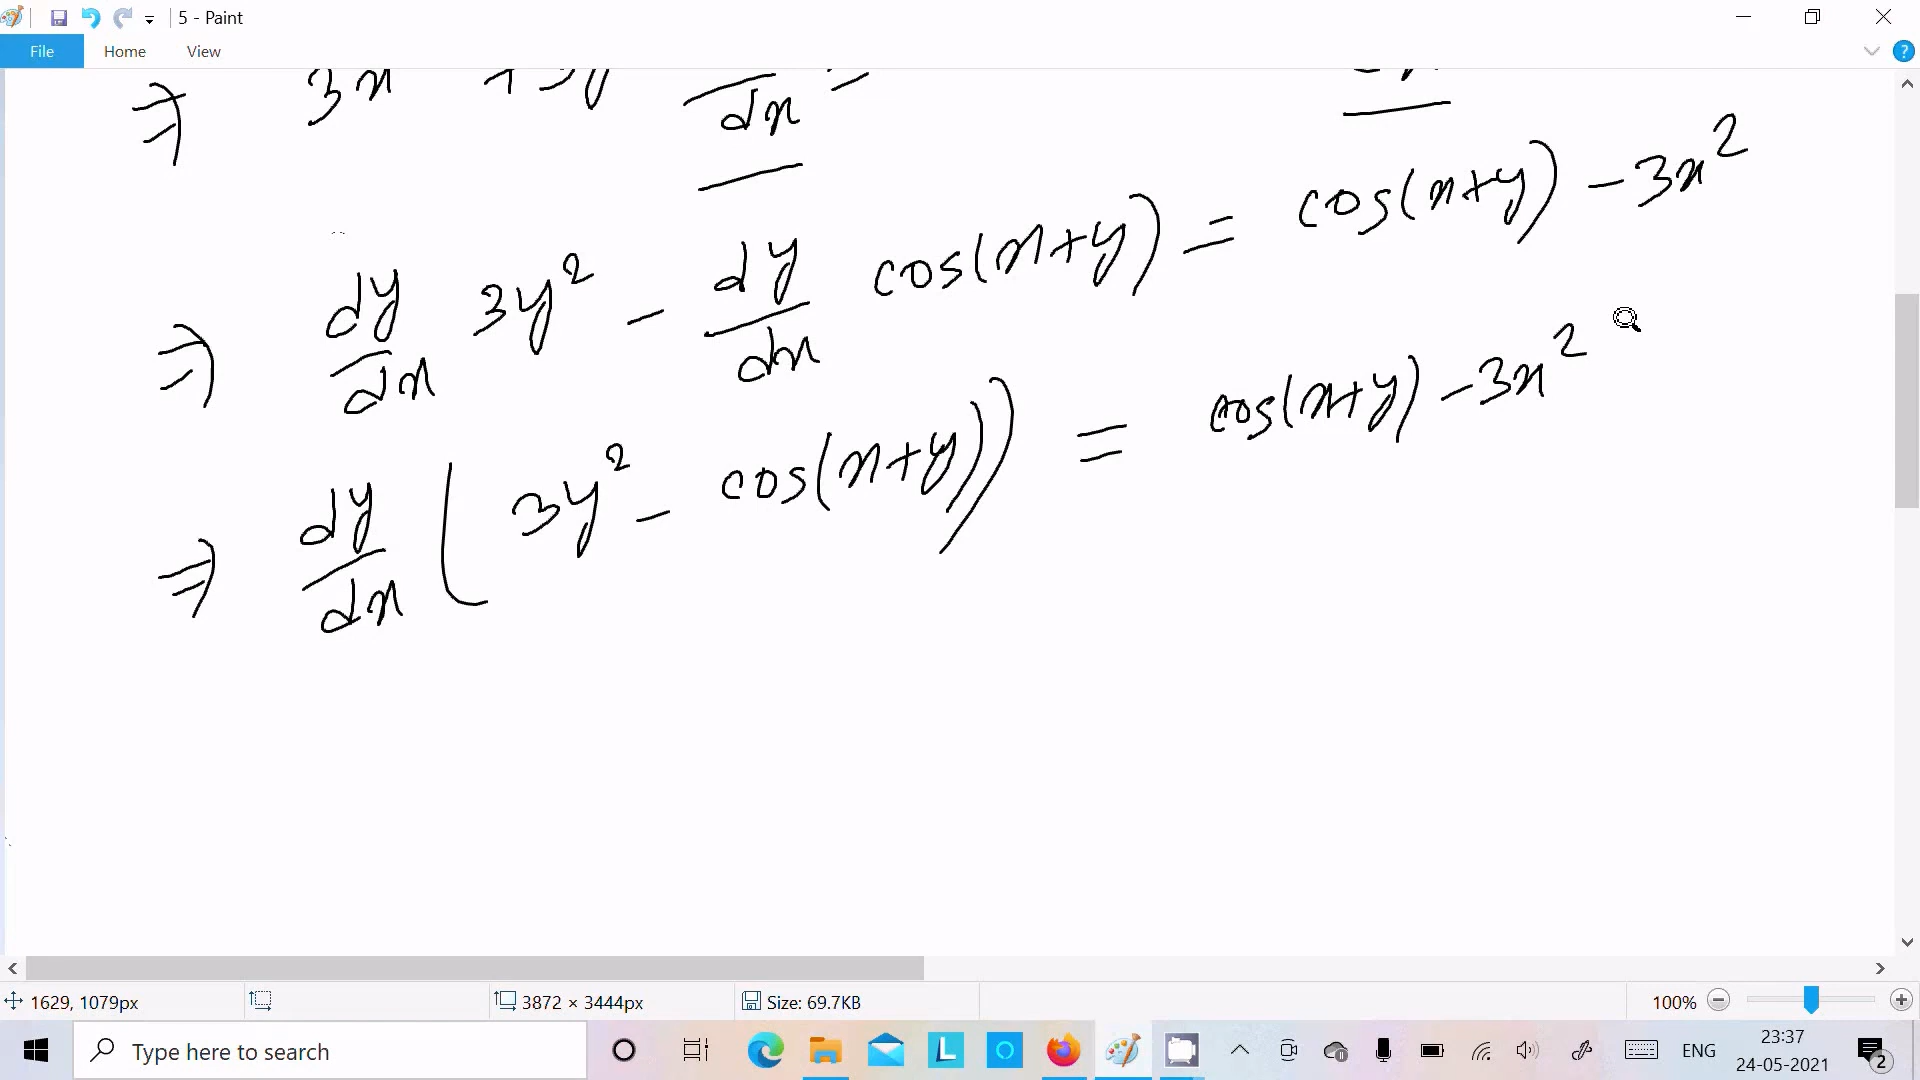 5 - Paint
File Home View
⇒ 3x + 3y dx =
⇒ dy/dx 3y² - dy/dx cos(x+y) = cos(x+y) - 3x²
⇒ dy/dx ( 3y² - cos(x+y)) = cos(x+y) - 3x²
1629, 1079px 3872 × 3444px Size: 69.7KB 100%
Type here to search ENG 23:37
24-05-2021 2